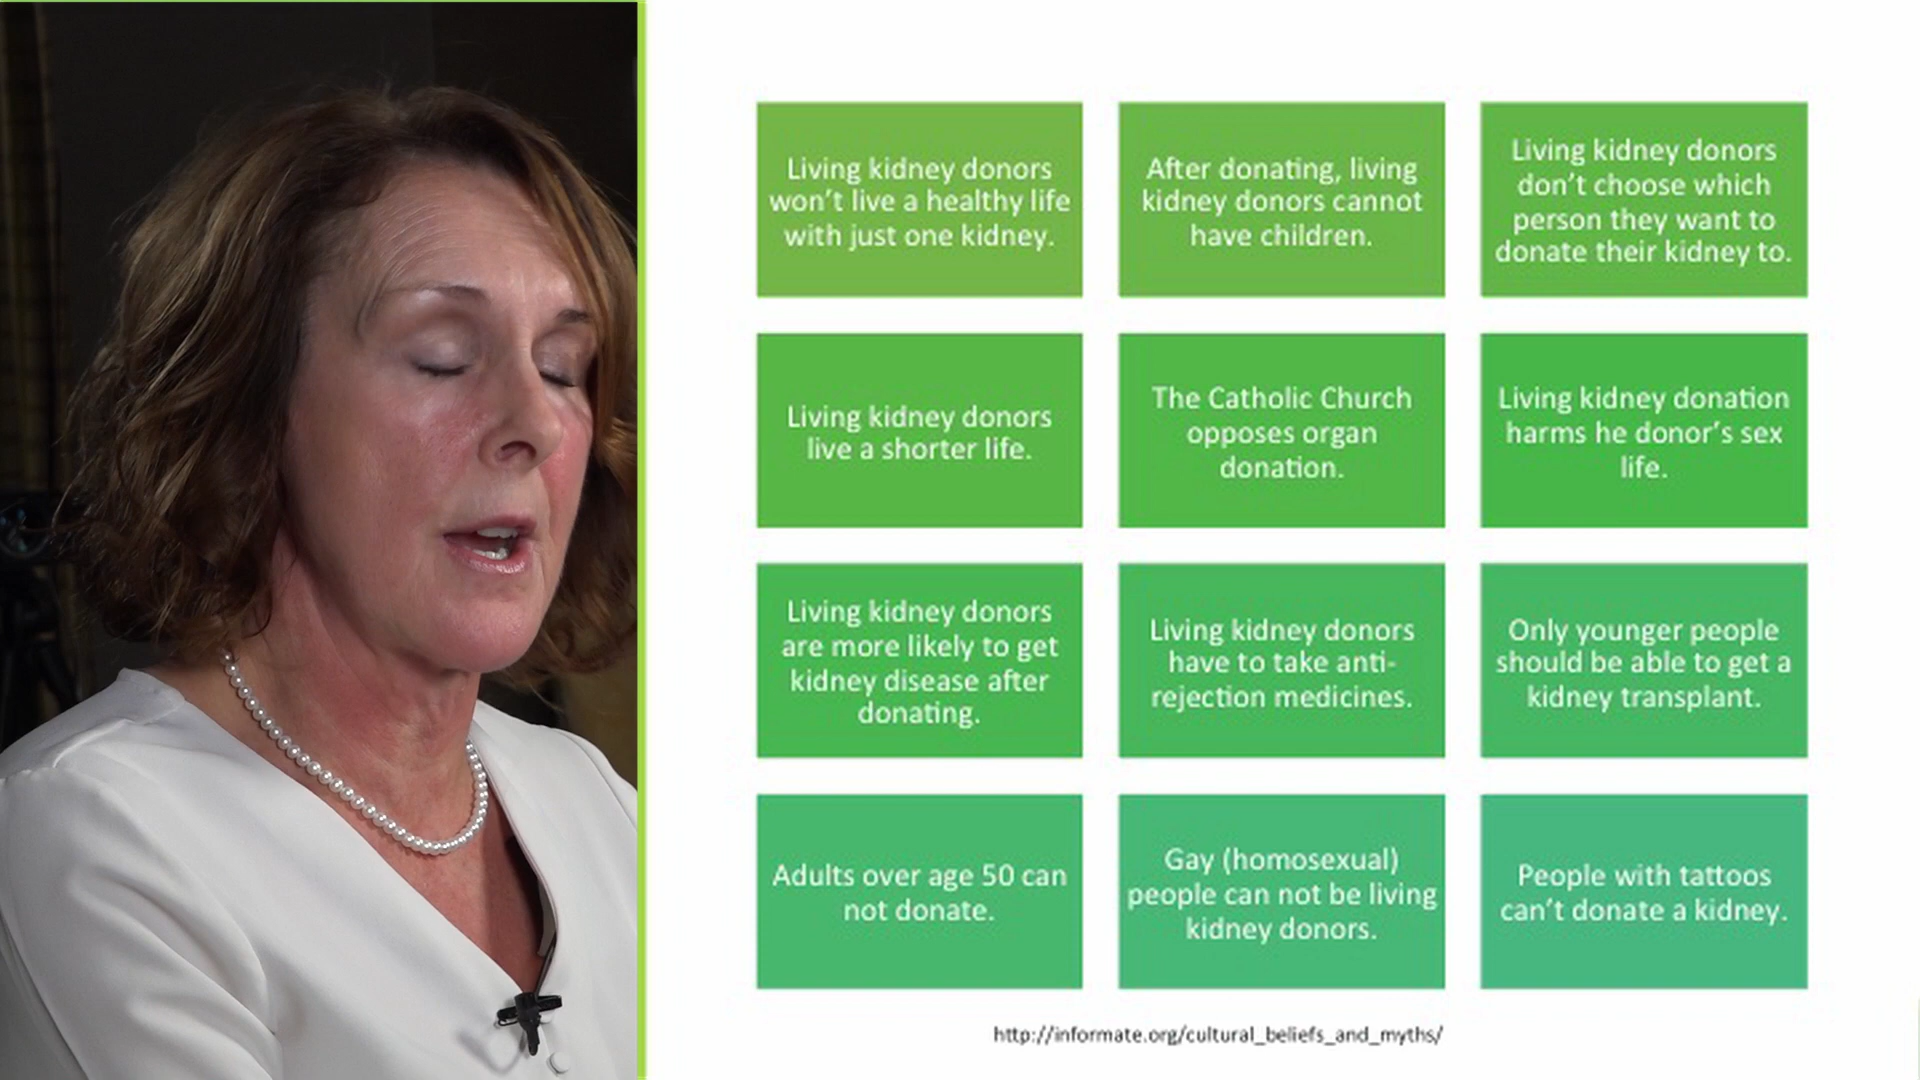 Living kidney donors
won't live a healthy life
with just one kidney.
After donating, living
kidney donors cannot
have children.
Living kidney donors
don't choose which
person they want to
donate their kidney to.
Living kidney donors
live a shorter life.
The Catholic Church
opposes organ
donation.
Living kidney donation
harms he donor's sex
life.
Living kidney donors
are more likely to get
kidney disease after
donating.
Living kidney donors
have to take anti-
rejection medicines.
Only younger people
should be able to get a
kidney transplant.
Adults over age 50 can
not donate.
Gay (homosexual)
people can not be living
kidney donors.
People with tattoos
can't donate a kidney.
http://informate.org/cultural_beliefs_and_myths/